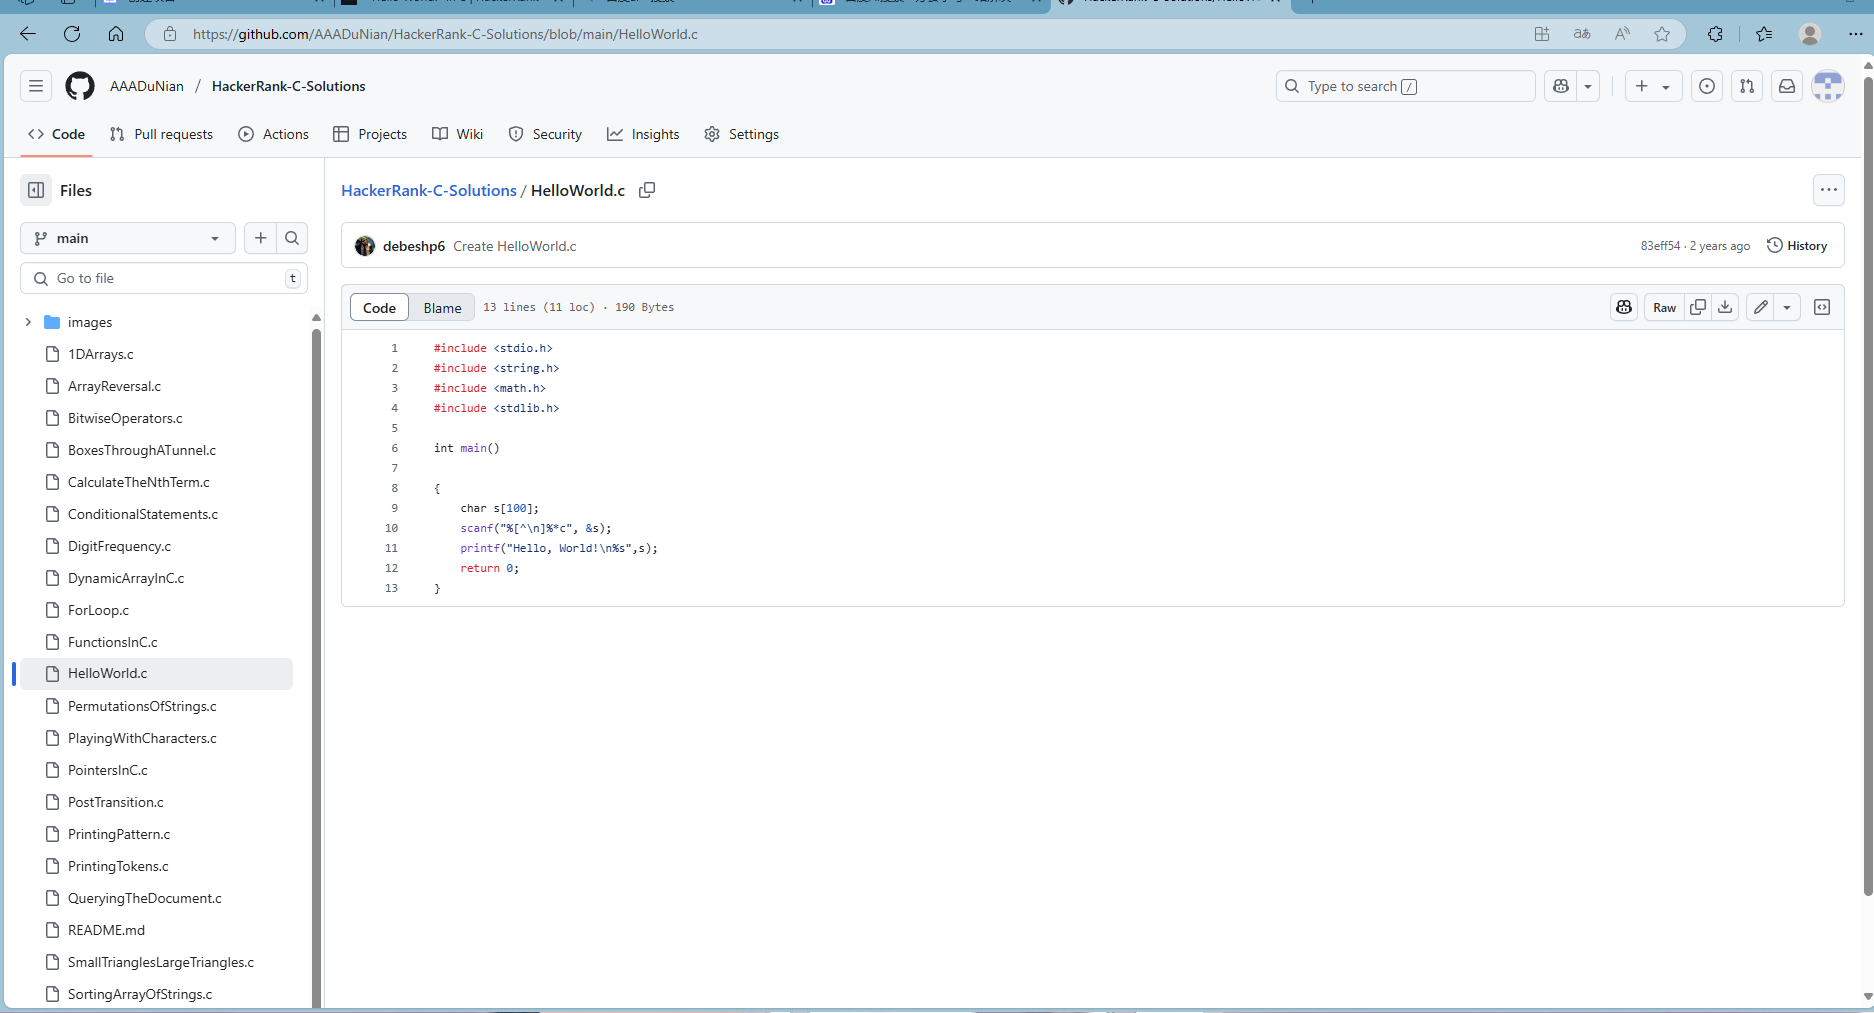 https://github.com/AAADuNian/HackerRank-C-Solutions/blob/main/HelloWorld.c
AAADuNian / HackerRank-C-Solutions
Type to search /
Code Pull requests Actions Projects Wiki Security Insights Settings
Files
main
Go to file t
images
1DArrays.c
ArrayReversal.c
BitwiseOperators.c
BoxesThroughATunnel.c
CalculateTheNthTerm.c
ConditionalStatements.c
DigitFrequency.c
DynamicArrayInC.c
ForLoop.c
FunctionsInC.c
HelloWorld.c
PermutationsOfStrings.c
PlayingWithCharacters.c
PointersInC.c
PostTransition.c
PrintingPattern.c
PrintingTokens.c
QueryingTheDocument.c
README.md
SmallTrianglesLargeTriangles.c
SortingArrayOfStrings.c
HackerRank-C-Solutions / HelloWorld.c
debeshp6 Create HelloWorld.c 83eff54 · 2 years ago History
Code Blame 13 lines (11 loc) · 190 Bytes Raw
1 #include <stdio.h>
2 #include <string.h>
3 #include <math.h>
4 #include <stdlib.h>
5
6 int main()
7
8 {
9 char s[100];
10 scanf("%[^\n]%*c", &s);
11 printf("Hello, World!\n%s",s);
12 return 0;
13 }